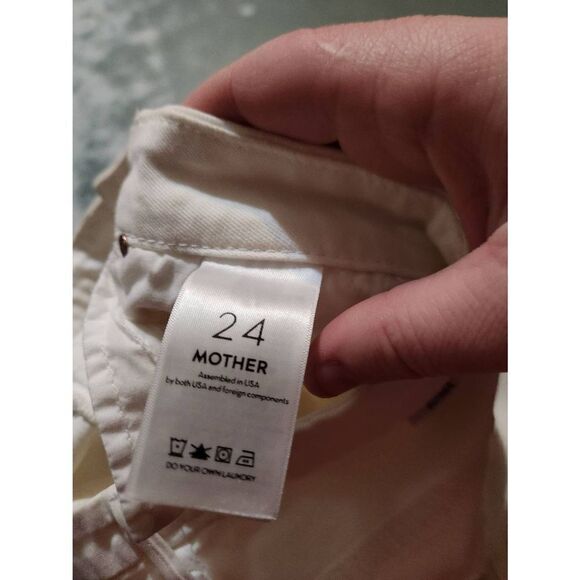 24
MOTHER
Assembled in USA
by both USA and foreign components
DO YOUR OWN LAUNDRY